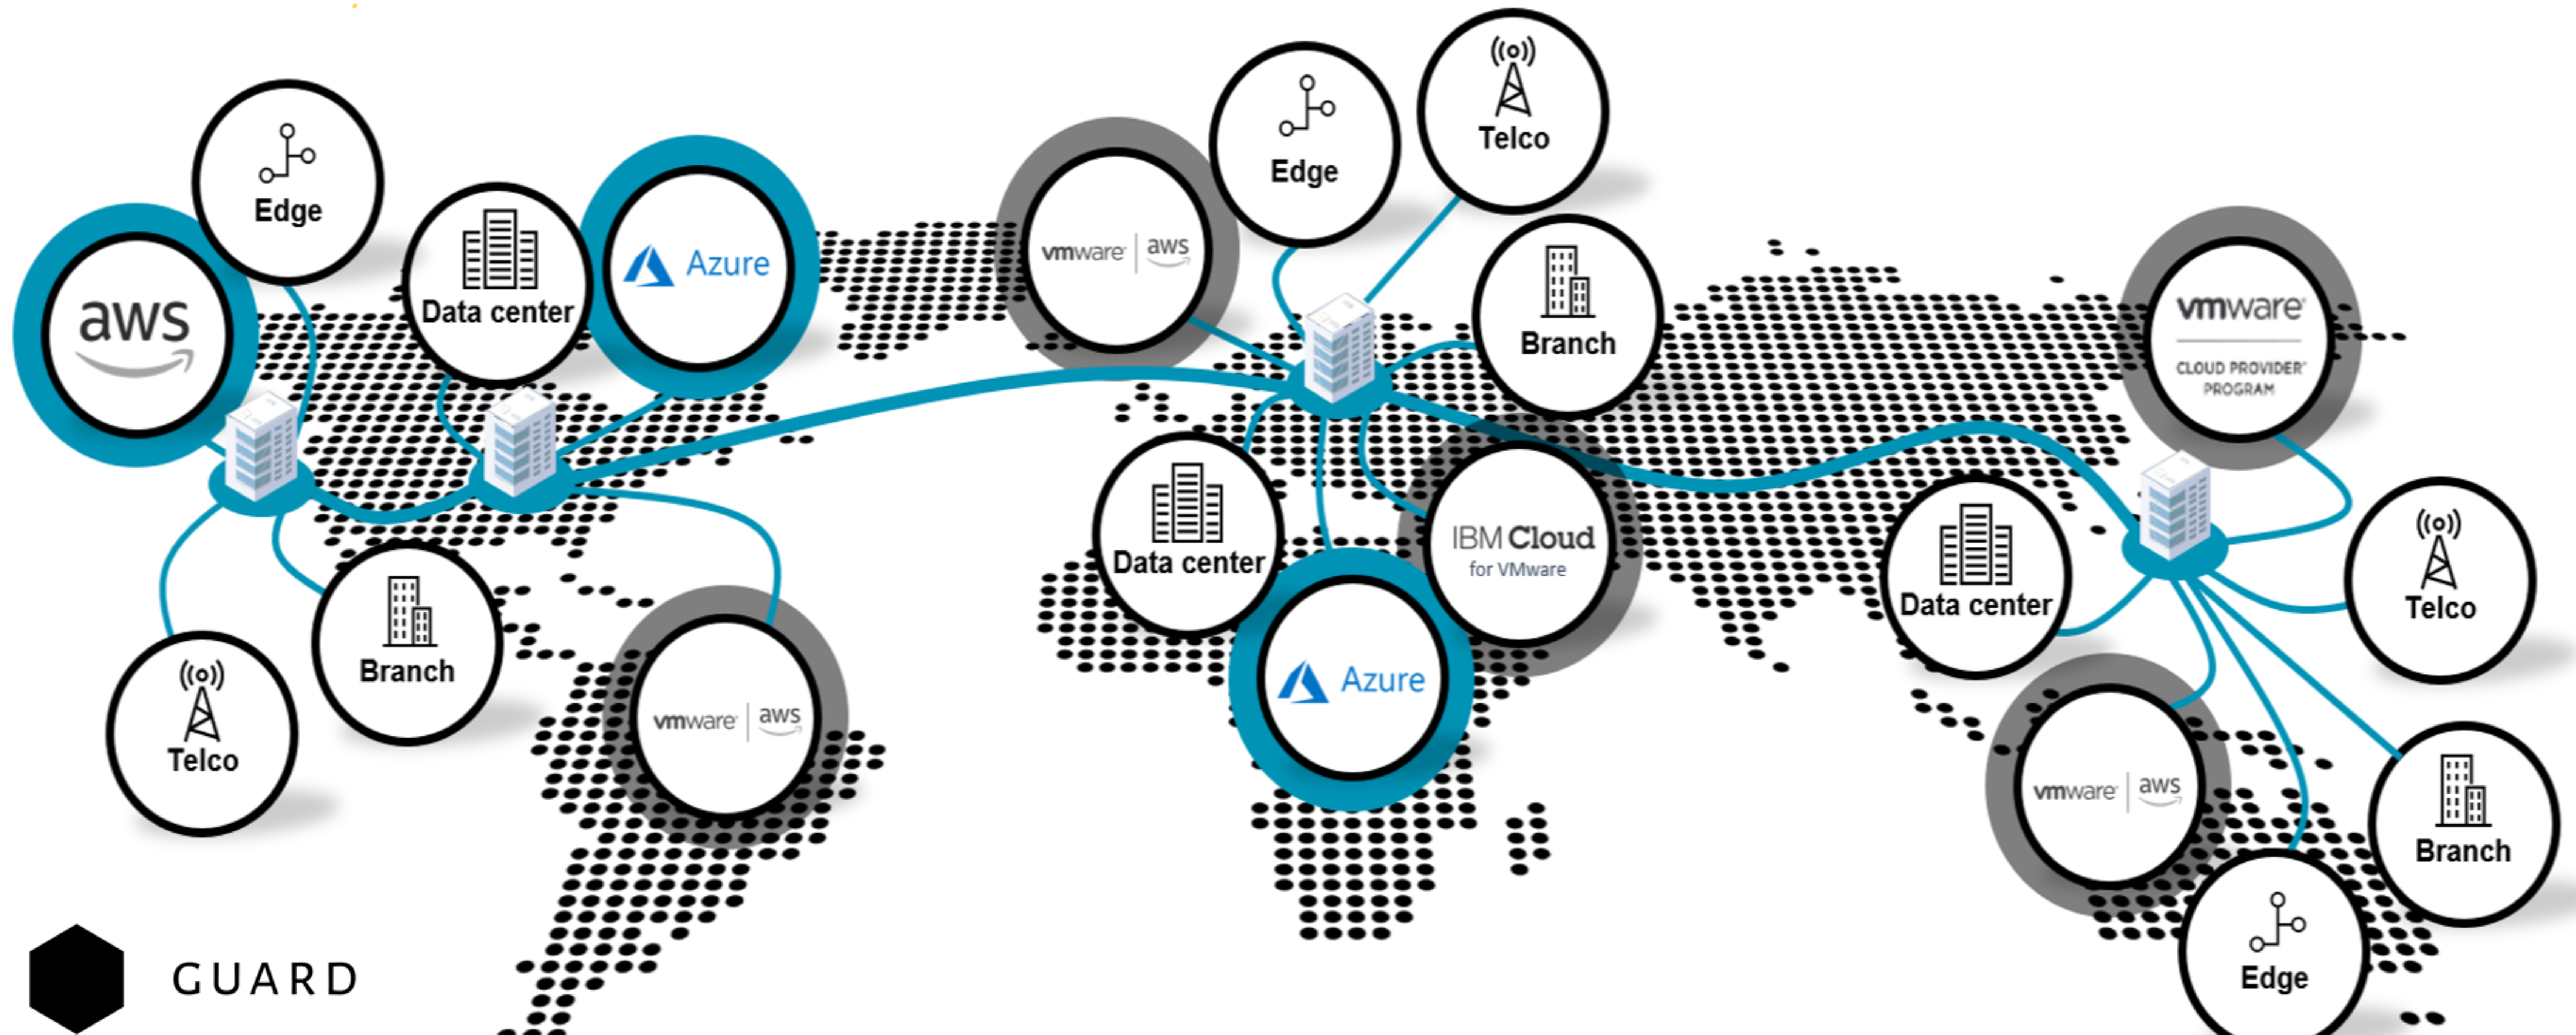 Edge
aws
Data center
Azure
Telco
Branch
vmware | aws
vmware | aws
Edge
Telco
Branch
Data center
IBM Cloud
for VMware
Azure
vmware
CLOUD PROVIDER
PROGRAM
Data center
Telco
vmware | aws
Branch
Edge
GUARD